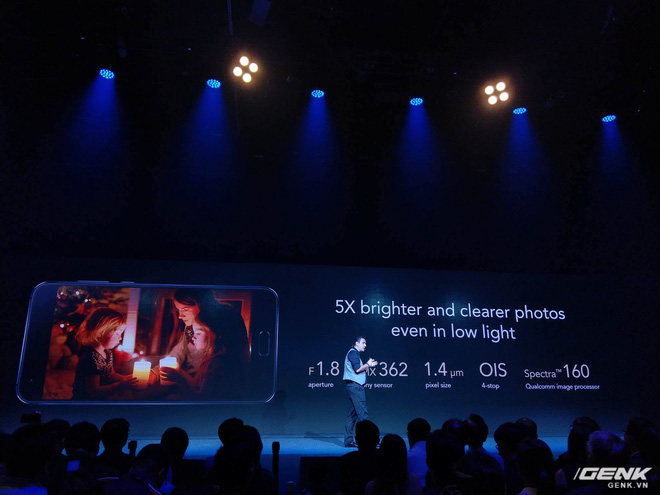 5X brighter and clearer photos
even in low light
F 1.8 362 1.4 µm OIS Spectra™ 160
aperture sensor pixel size 4-stop Qualcomm image processor
//GENK
GENK.VN